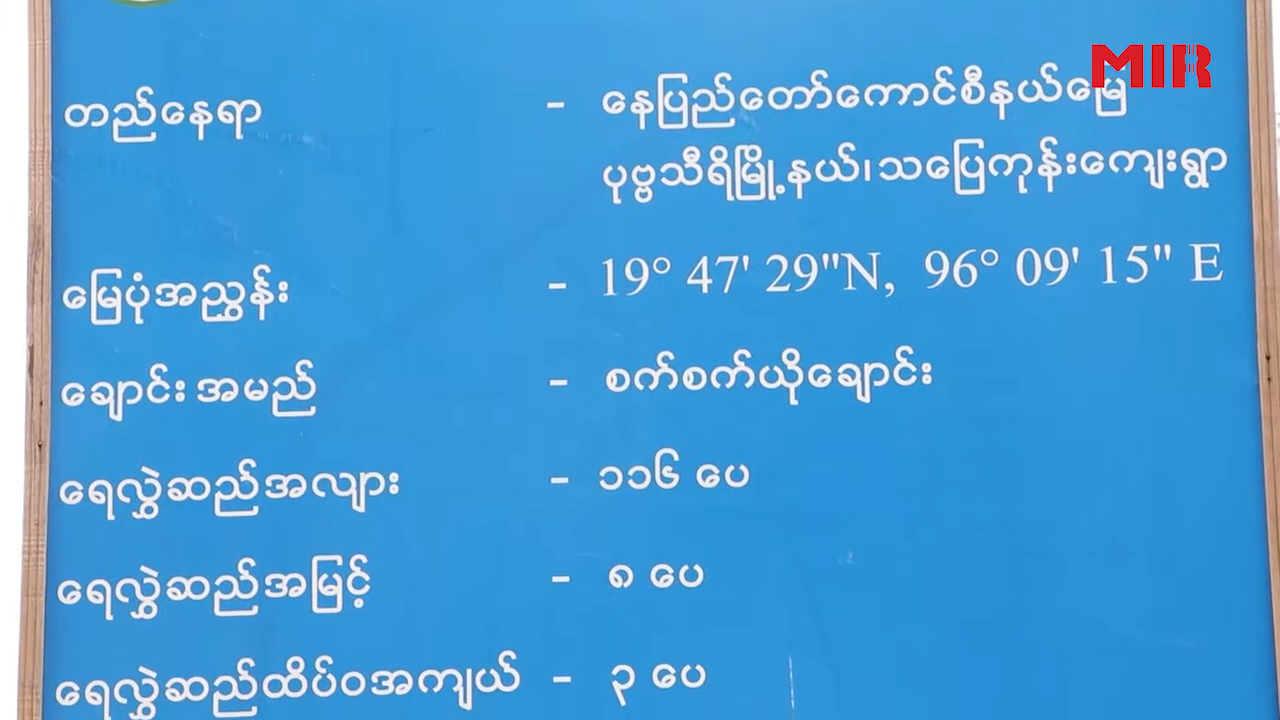 MIR
တည်နေရာ - နေပြည်တော်ကောင်စီနယ်မြေ
ပုဗ္ဗသီရိမြို့နယ်၊သပြေကုန်းကျေးရွာ
မြေပုံအညွှန်း - 19° 47' 29"N, 96° 09' 15" E
ချောင်းအမည် - စက်စက်ယိုချောင်း
ရေလွှဲဆည်အလျား - ၁၁၆ ပေ
ရေလွှဲဆည်အမြင့် - ၈ ပေ
ရေလွှဲဆည်ထိပ်ဝအကျယ် - ၃ ပေ